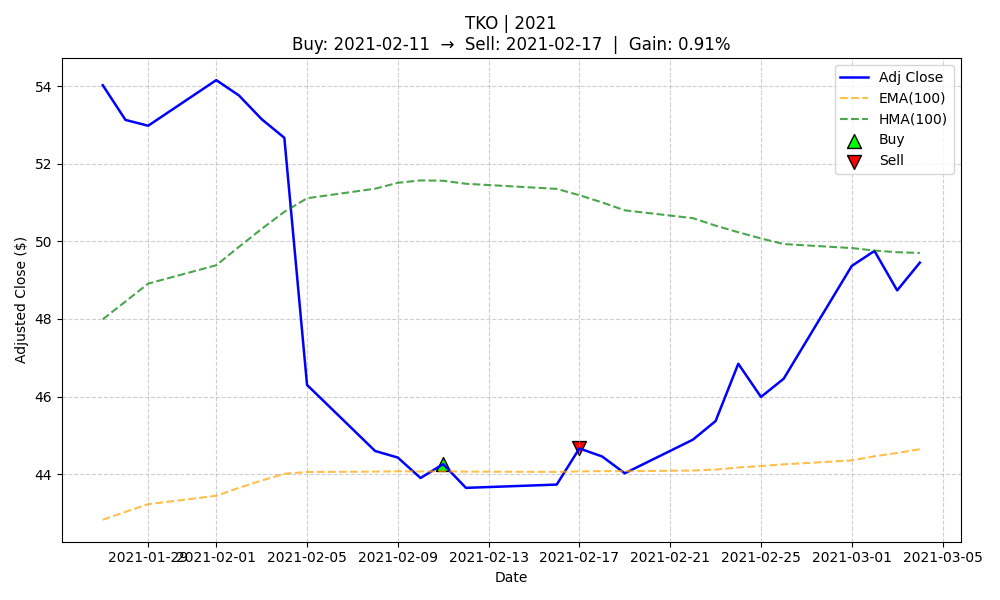 TKO | 2021
Buy: 2021-02-11 → Sell: 2021-02-17 | Gain: 0.91%
Adj Close
EMA(100)
HMA(100)
Buy
Sell
Adjusted Close ($)
54
52
50
48
46
44
2021-01-29
2021-02-01
2021-02-05
2021-02-09
2021-02-13
2021-02-17
2021-02-21
2021-02-25
2021-03-01
2021-03-05
Date